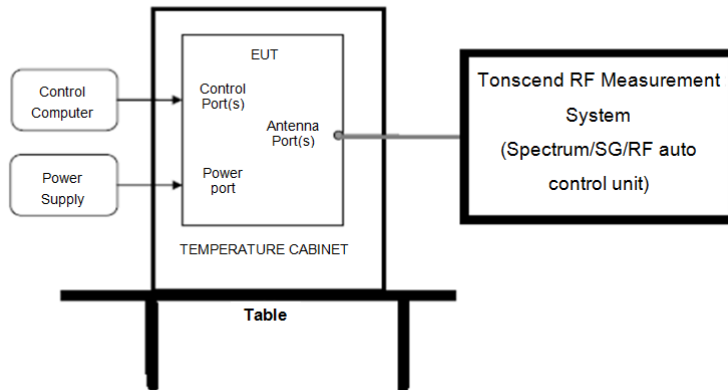 EUT
Control
Computer
Control
Port(s)
Antenna
Port(s)
Power
Supply
Power
port
TEMPERATURE CABINET
Table
Tonscend RF Measurement
System
(Spectrum/SG/RF auto
control unit)